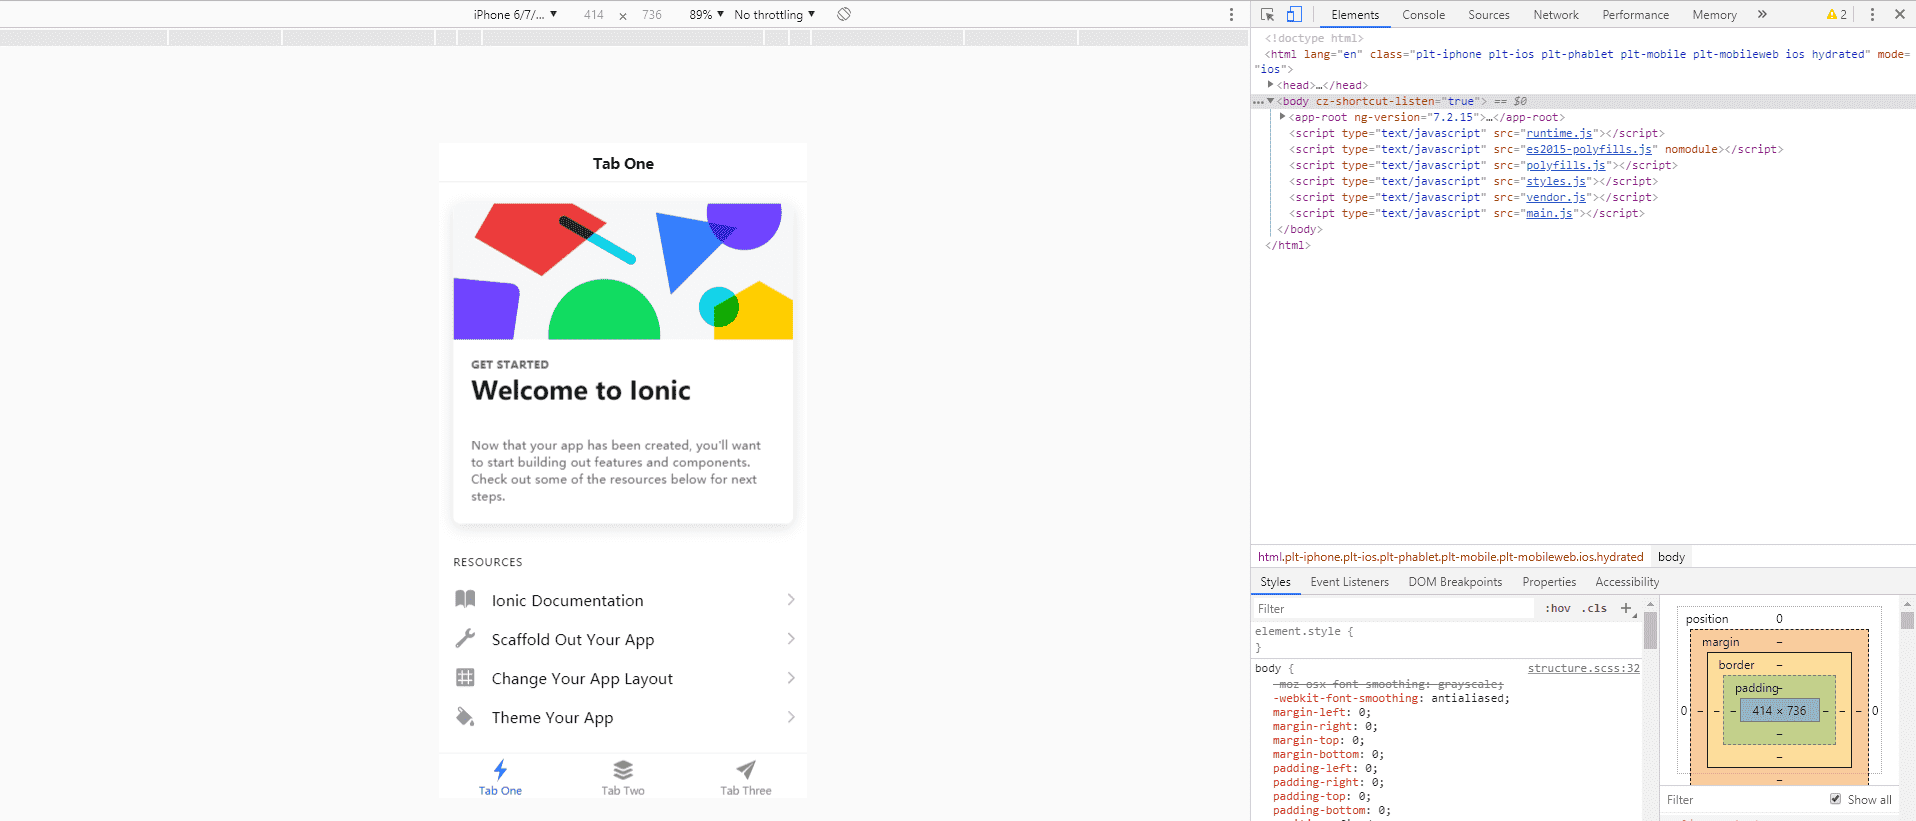 iPhone 6/7/... ▼ 414 × 736 89% ▼ No throttling ▼
Tab One
GET STARTED
Welcome to Ionic
Now that your app has been created, you'll want
to start building out features and components.
Check out some of the resources below for next
steps.
RESOURCES
Ionic Documentation
Scaffold Out Your App
Change Your App Layout
Theme Your App
Tab One Tab Two Tab Three
Elements Console Sources Network Performance Memory » 2
<!doctype html>
<html lang="en" class="plt-iphone plt-ios plt-phablet plt-mobile plt-mobileweb ios hydrated" mode=
"ios">
<head>…</head>
<body cz-shortcut-listen="true"> == $0
<app-root ng-version="7.2.15">…</app-root>
<script type="text/javascript" src="runtime.js"></script>
<script type="text/javascript" src="es2015-polyfills.js" nomodule></script>
<script type="text/javascript" src="polyfills.js"></script>
<script type="text/javascript" src="styles.js"></script>
<script type="text/javascript" src="vendor.js"></script>
<script type="text/javascript" src="main.js"></script>
</body>
</html>
html.plt-iphone.plt-ios.plt-phablet.plt-mobile.plt-mobileweb.ios.hydrated body
Styles Event Listeners DOM Breakpoints Properties Accessibility
Filter :hov .cls +
element.style {
}
body { structure.scss:32
-moz-osx-font-smoothing: grayscale;
-webkit-font-smoothing: antialiased;
margin-left: 0;
margin-right: 0;
margin-top: 0;
margin-bottom: 0;
padding-left: 0;
padding-right: 0;
padding-top: 0;
padding-bottom: 0;
position 0
margin –
border –
padding –
0 – – – 414 × 736 – – – 0
–
–
–
Filter Show all